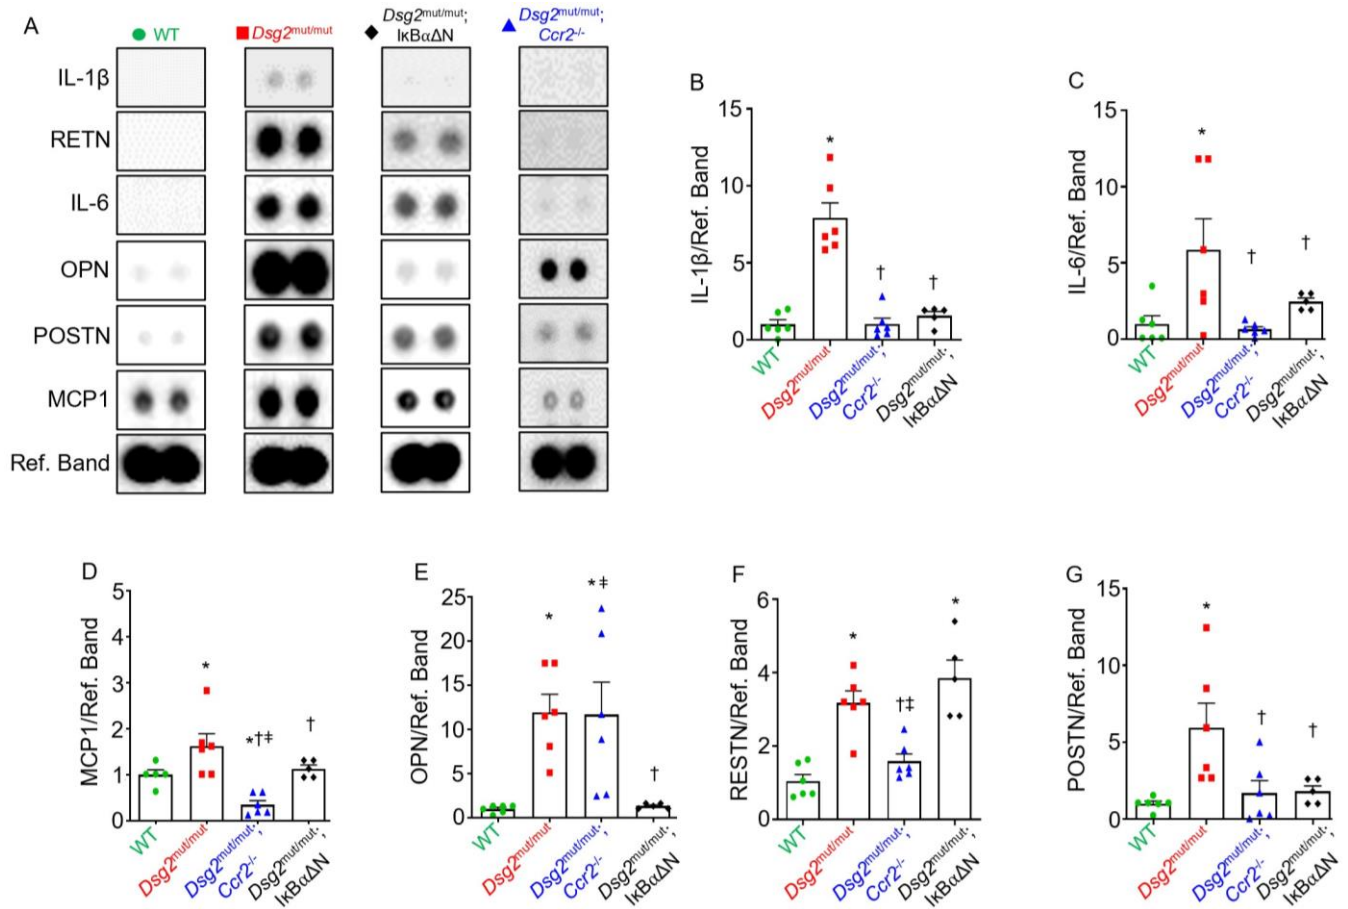 A
WT
Dsg2mut/mut
Dsg2mut/mut;
IκBαΔN
Dsg2mut/mut;
Ccr2-/-
IL-1β
RETN
IL-6
OPN
POSTN
MCP1
Ref. Band
B
IL-1β/Ref. Band
15
10
5
0
*
†
†
WT
Dsg2mut/mut
Dsg2mut/mut;
Ccr2-/-
Dsg2mut/mut;
IκBαΔN
C
IL-6/Ref. Band
15
10
5
0
*
†
†
WT
Dsg2mut/mut
Dsg2mut/mut;
Ccr2-/-
Dsg2mut/mut;
IκBαΔN
D
MCP1/Ref. Band
5
4
3
2
1
0
*
*†‡
†
WT
Dsg2mut/mut
Dsg2mut/mut;
Ccr2-/-
Dsg2mut/mut;
IκBαΔN
E
OPN/Ref. Band
25
20
15
10
5
0
*
*‡
†
WT
Dsg2mut/mut
Dsg2mut/mut;
Ccr2-/-
Dsg2mut/mut;
IκBαΔN
F
RESTN/Ref. Band
6
4
2
0
*
†‡
*
WT
Dsg2mut/mut
Dsg2mut/mut;
Ccr2-/-
Dsg2mut/mut;
IκBαΔN
G
POSTN/Ref. Band
15
10
5
0
*
†
†
WT
Dsg2mut/mut
Dsg2mut/mut;
Ccr2-/-
Dsg2mut/mut;
IκBαΔN